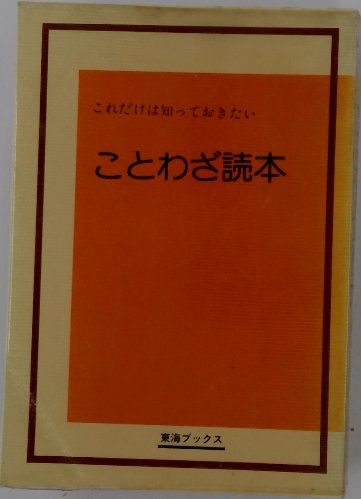 これだけは知っておきたい
ことわざ読本
東海ブックス